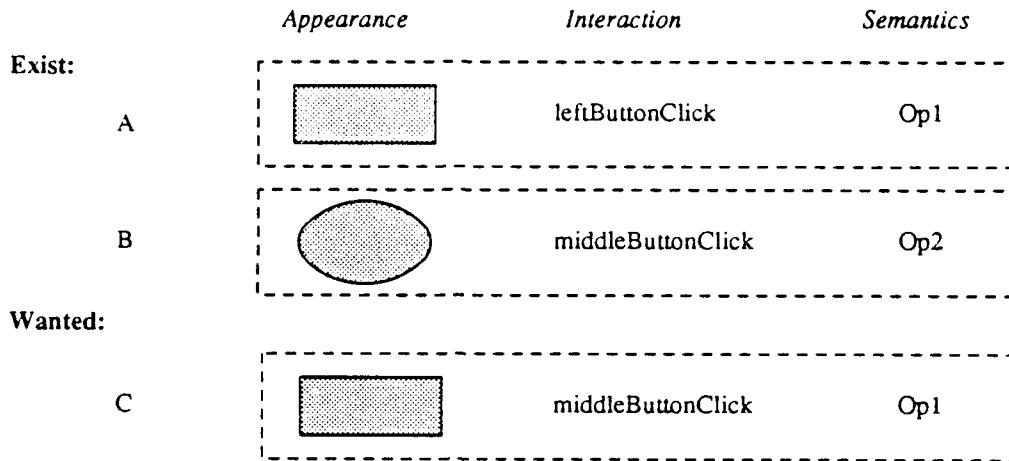 Appearance Interaction Semantics
Exist:
A leftButtonClick Op1
B middleButtonClick Op2
Wanted:
C middleButtonClick Op1